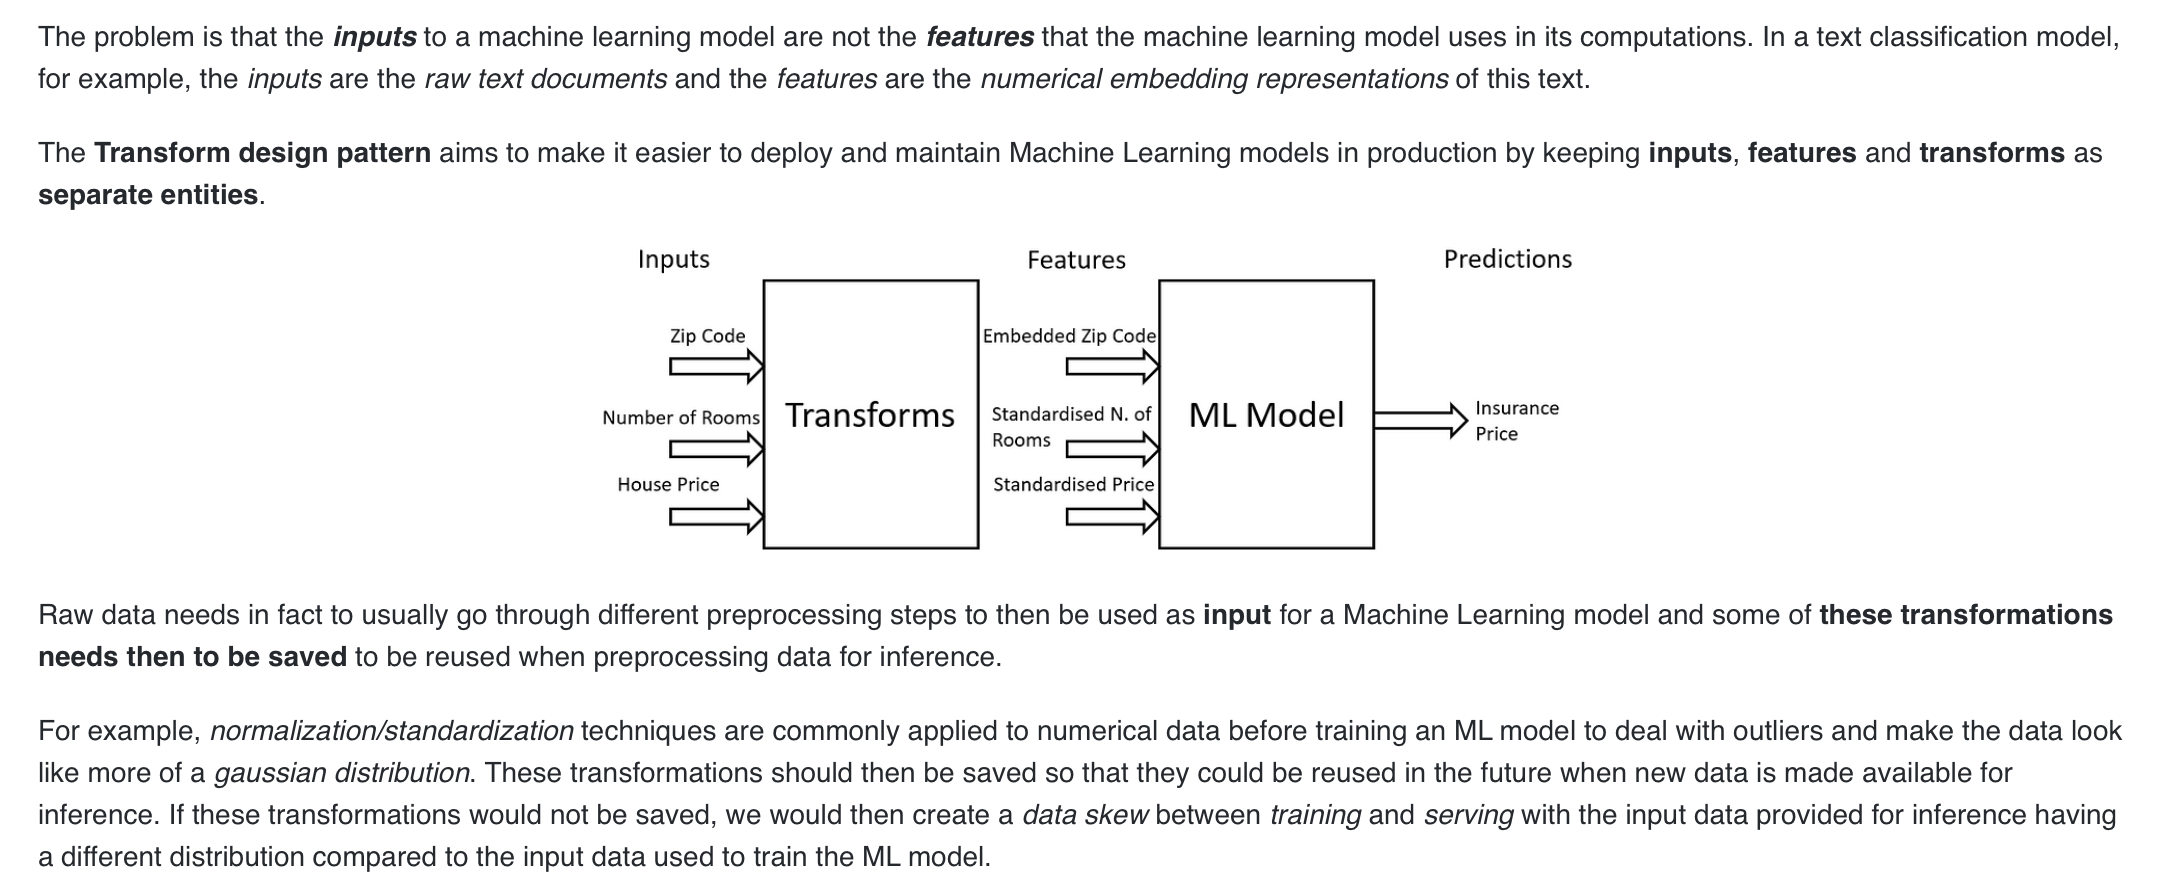 The problem is that the inputs to a machine learning model are not the features that the machine learning model uses in its computations. In a text classification model,
for example, the inputs are the raw text documents and the features are the numerical embedding representations of this text.
The Transform design pattern aims to make it easier to deploy and maintain Machine Learning models in production by keeping inputs, features and transforms as
separate entities.
Inputs
Features
Predictions
Zip Code
Number of Rooms
House Price
Transforms
Embedded Zip Code
Standardised N. of
Rooms
Standardised Price
ML Model
Insurance
Price
Raw data needs in fact to usually go through different preprocessing steps to then be used as input for a Machine Learning model and some of these transformations
needs then to be saved to be reused when preprocessing data for inference.
For example, normalization/standardization techniques are commonly applied to numerical data before training an ML model to deal with outliers and make the data look
like more of a gaussian distribution. These transformations should then be saved so that they could be reused in the future when new data is made available for
inference. If these transformations would not be saved, we would then create a data skew between training and serving with the input data provided for inference having
a different distribution compared to the input data used to train the ML model.